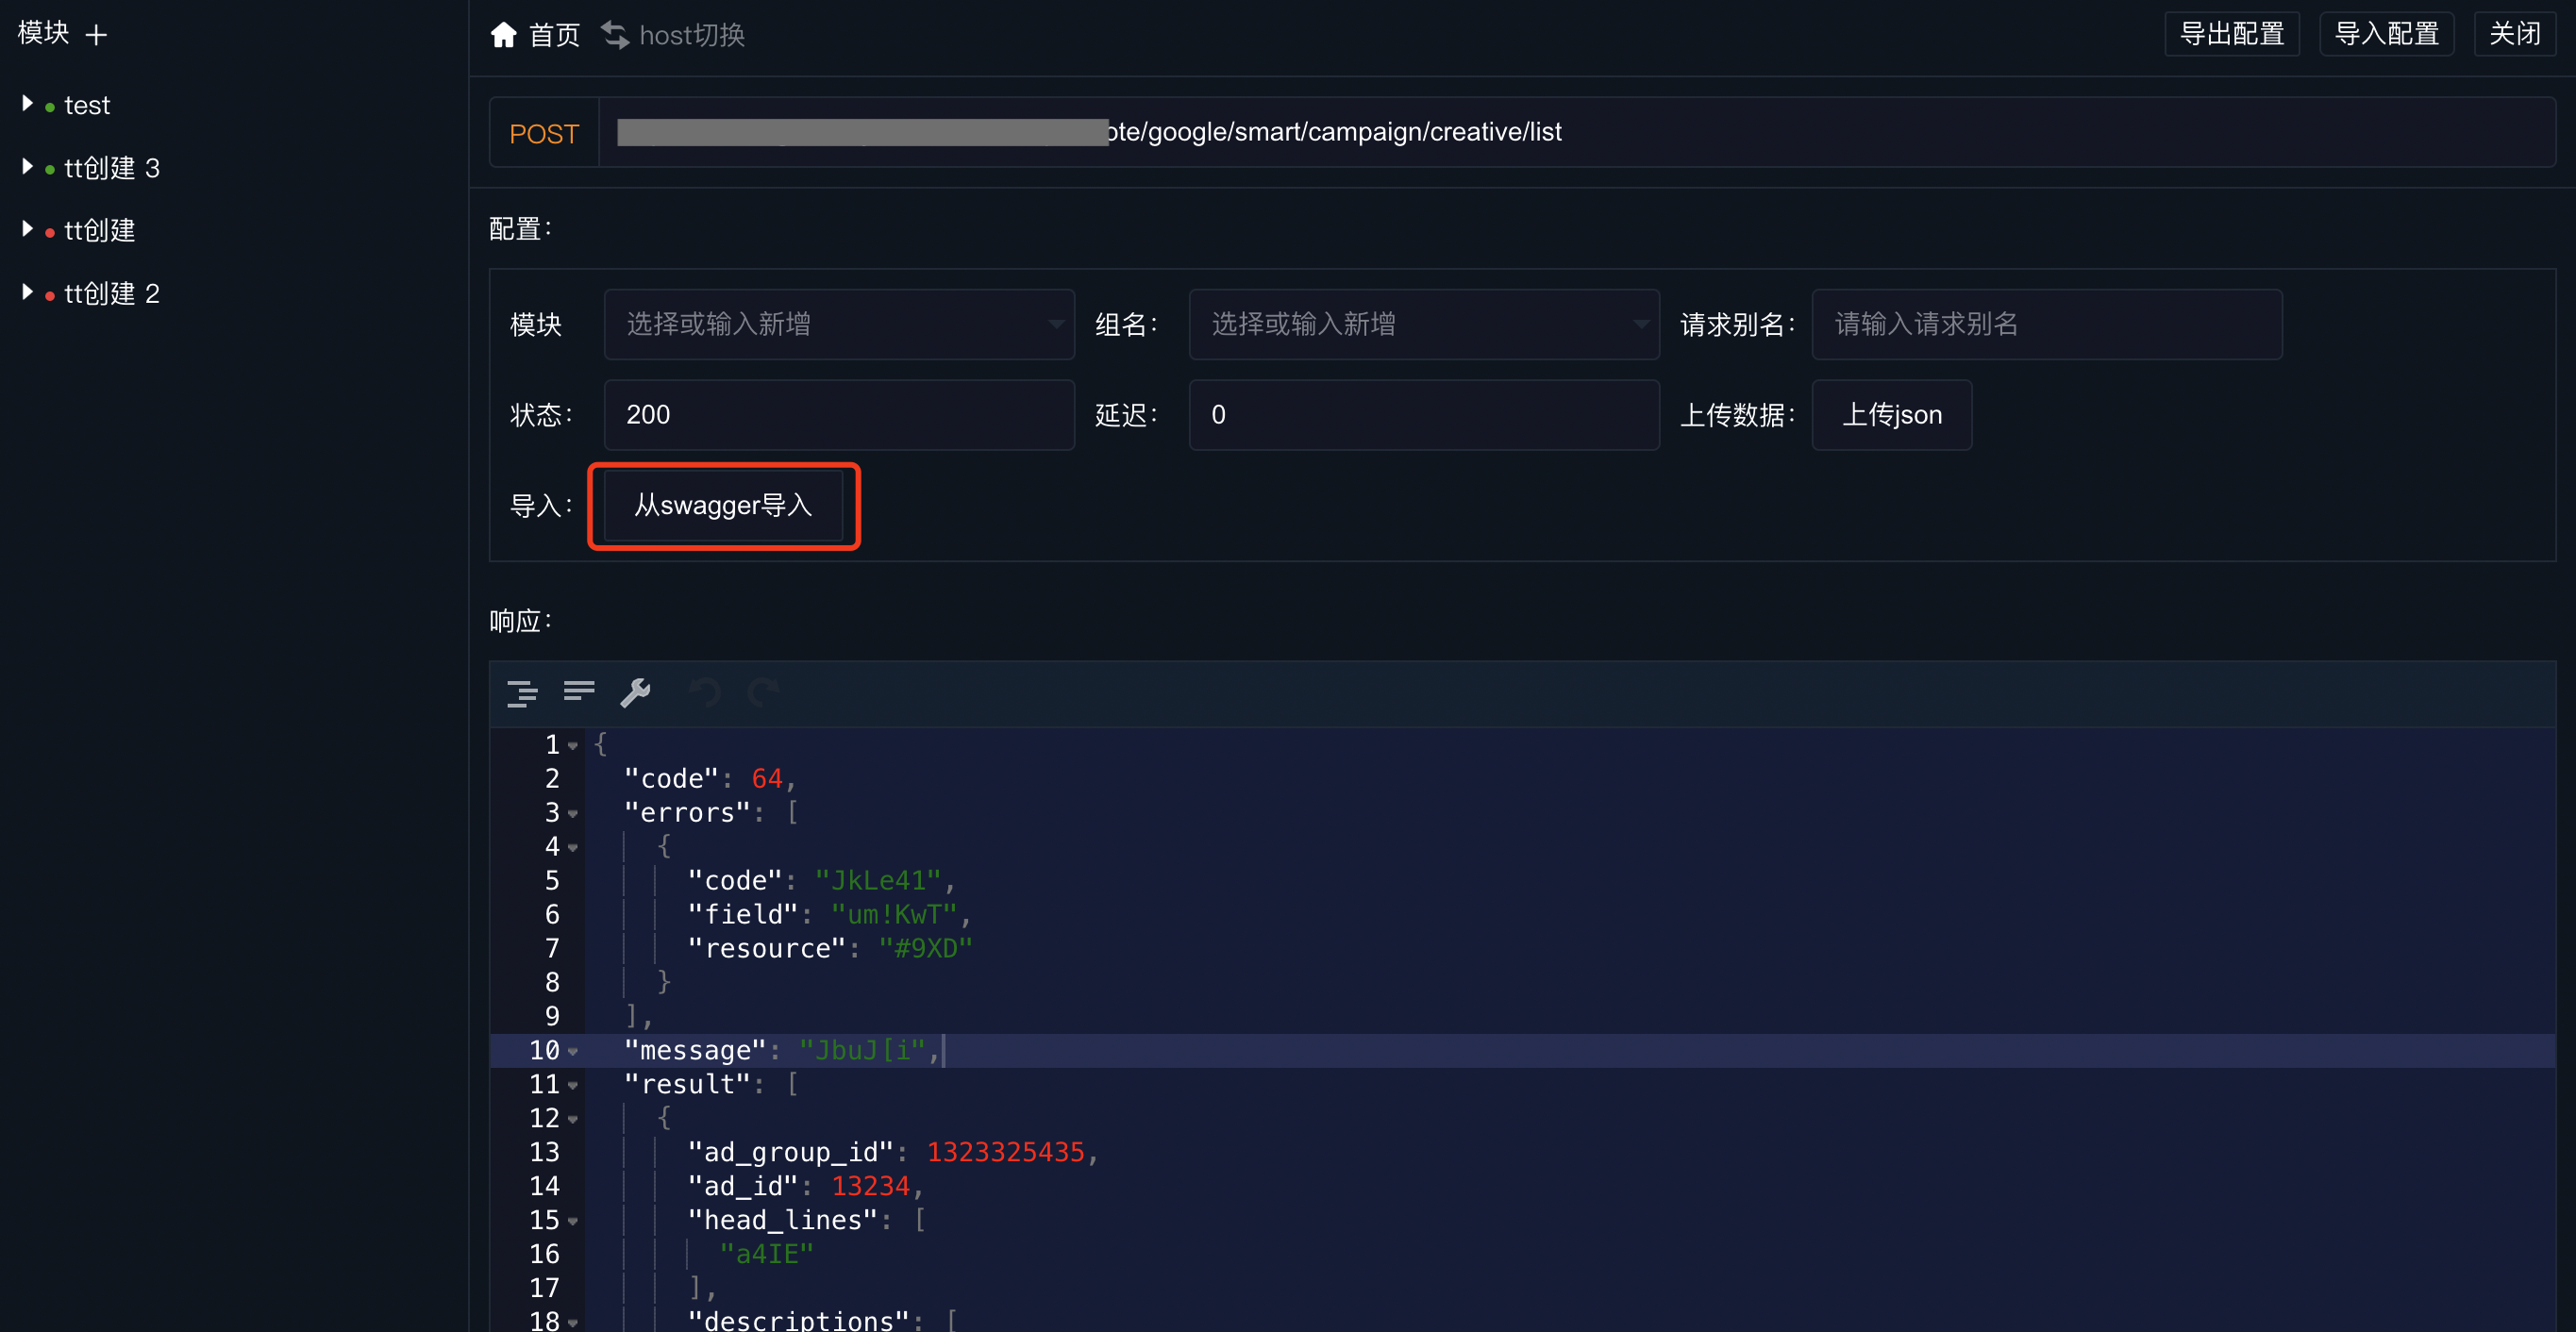 模块 +
test
tt创建 3
tt创建
tt创建 2
首页 host切换 导出配置 导入配置 关闭
POST ote/google/smart/campaign/creative/list
配置：
模块 选择或输入新增 组名： 选择或输入新增 请求别名： 请输入请求别名
状态： 200 延迟： 0 上传数据： 上传json
导入： 从swagger导入
响应：
1 {
2 "code": 64,
3 "errors": [
4 {
5 "code": "JkLe41",
6 "field": "um!KwT",
7 "resource": "#9XD"
8 }
9 ],
10 "message": "JbuJ[i",
11 "result": [
12 {
13 "ad_group_id": 1323325435,
14 "ad_id": 13234,
15 "head_lines": [
16 "a4IE"
17 ],
18 "descriptions": [